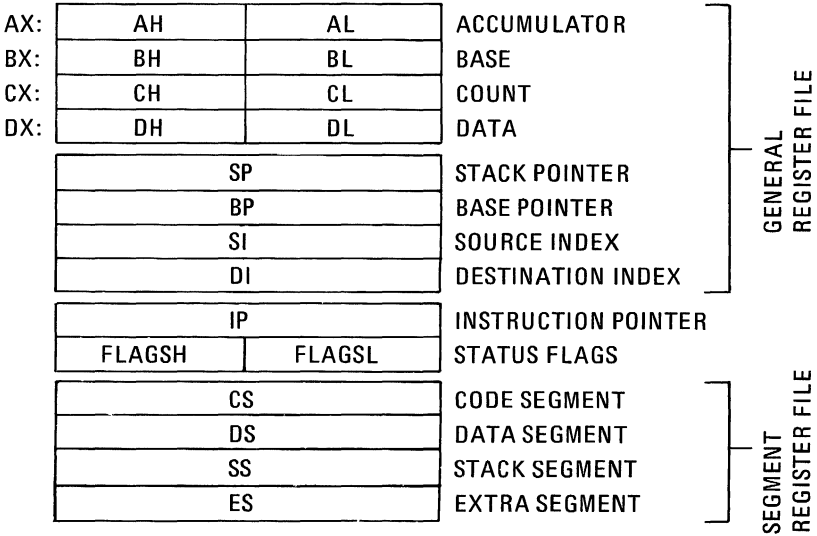 AX: AH AL ACCUMULATOR
BX: BH BL BASE
CX: CH CL COUNT
DX: DH DL DATA
SP STACK POINTER
BP BASE POINTER
SI SOURCE INDEX
DI DESTINATION INDEX
GENERAL
REGISTER FILE
IP INSTRUCTION POINTER
FLAGSH FLAGSL STATUS FLAGS
CS CODE SEGMENT
DS DATA SEGMENT
SS STACK SEGMENT
ES EXTRA SEGMENT
SEGMENT
REGISTER FILE